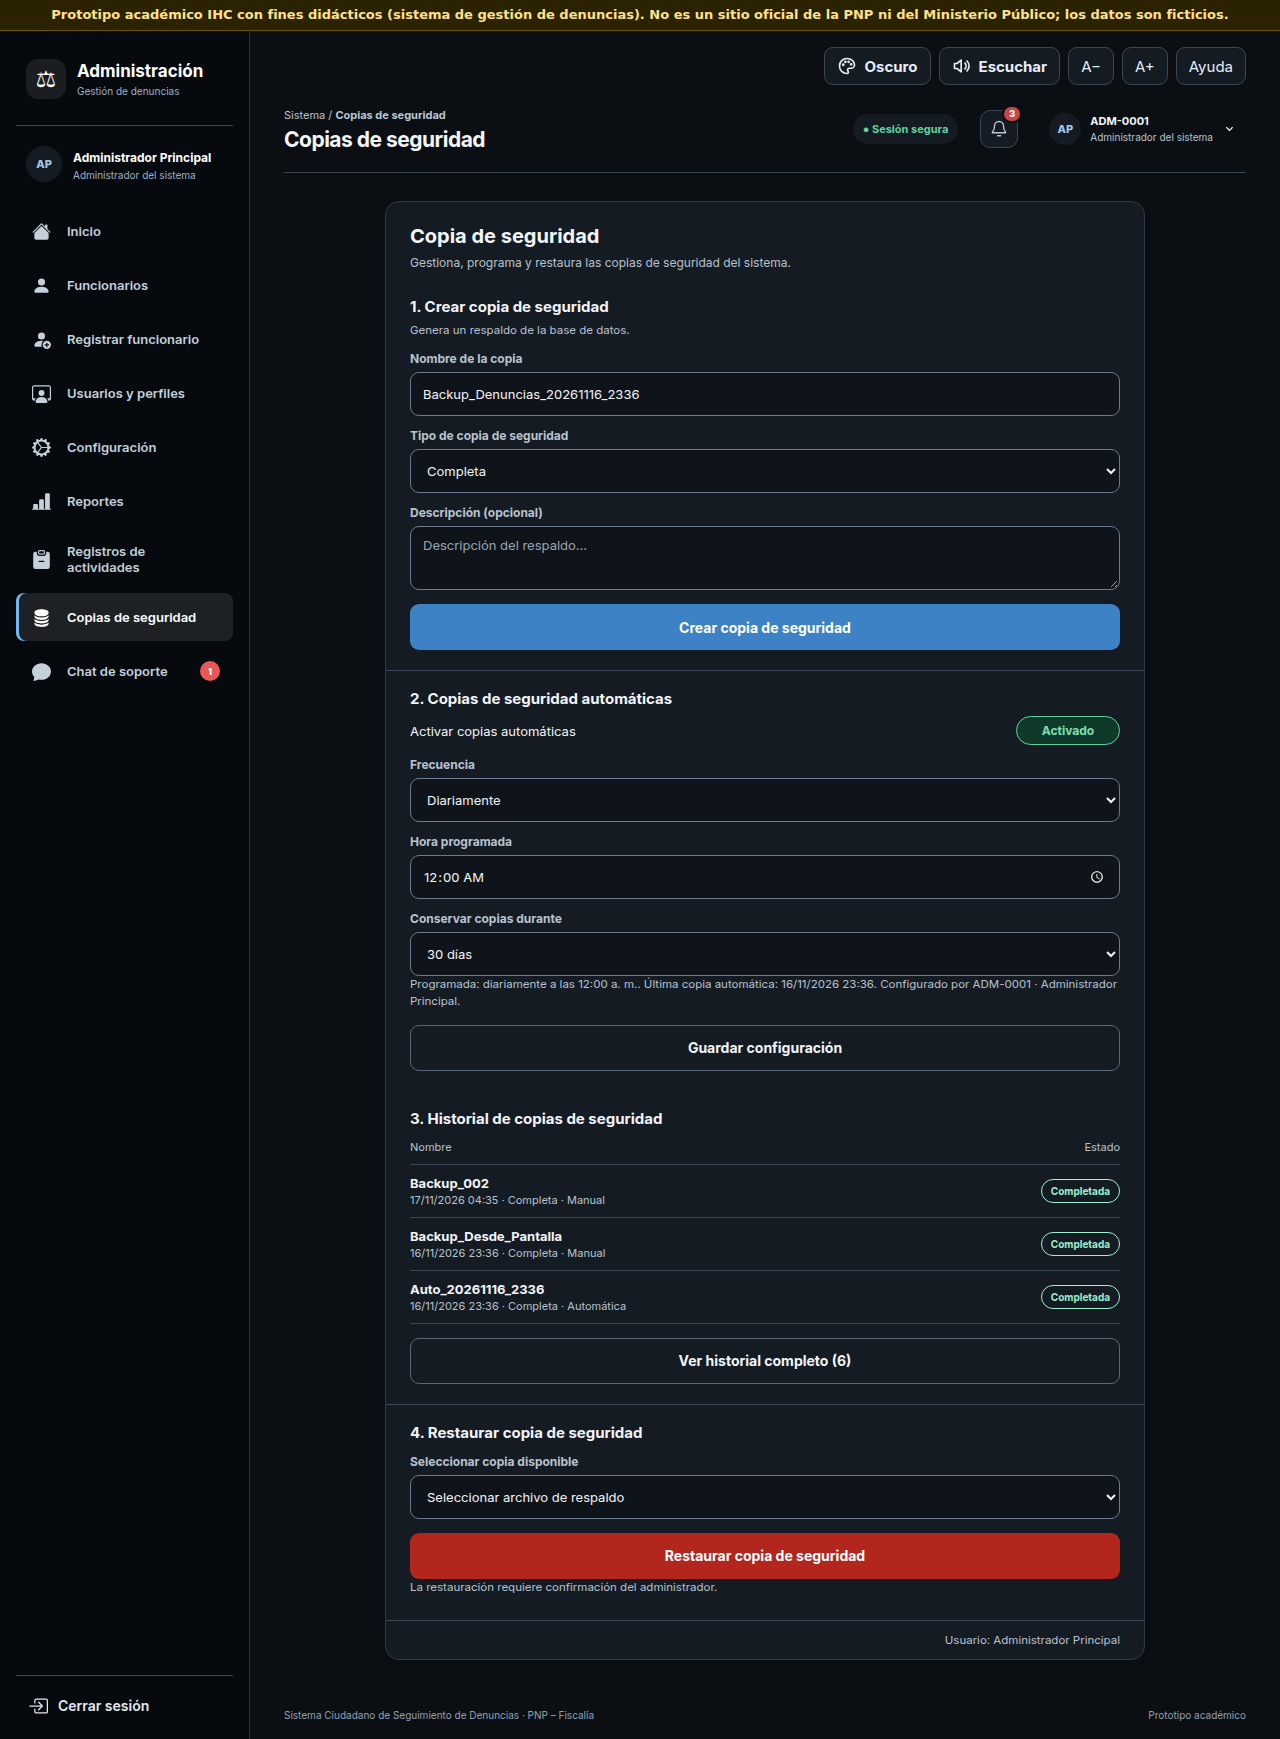 Prototipo académico IHC con fines didácticos (sistema de gestión de denuncias). No es un sitio oficial de la PNP ni del Ministerio Público; los datos son ficticios.
Administración
Gestión de denuncias
AP
Administrador Principal
Administrador del sistema
Inicio
Funcionarios
Registrar funcionario
Usuarios y perfiles
Configuración
Reportes
Registros de
actividades
Copias de seguridad
Chat de soporte
1
Cerrar sesión
Oscuro
Escuchar
A−
A+
Ayuda
Sistema / Copias de seguridad
Copias de seguridad
● Sesión segura
3
AP
ADM-0001
Administrador del sistema
Copia de seguridad
Gestiona, programa y restaura las copias de seguridad del sistema.
1. Crear copia de seguridad
Genera un respaldo de la base de datos.
Nombre de la copia
Backup_Denuncias_20261116_2336
Tipo de copia de seguridad
Completa
Descripción (opcional)
Descripción del respaldo...
Crear copia de seguridad
2. Copias de seguridad automáticas
Activar copias automáticas
Activado
Frecuencia
Diariamente
Hora programada
12:00 AM
Conservar copias durante
30 días
Programada: diariamente a las 12:00 a. m.. Última copia automática: 16/11/2026 23:36. Configurado por ADM-0001 · Administrador
Principal.
Guardar configuración
3. Historial de copias de seguridad
Nombre
Estado
Backup_002
17/11/2026 04:35 · Completa · Manual
Completada
Backup_Desde_Pantalla
16/11/2026 23:36 · Completa · Manual
Completada
Auto_20261116_2336
16/11/2026 23:36 · Completa · Automática
Completada
Ver historial completo (6)
4. Restaurar copia de seguridad
Seleccionar copia disponible
Seleccionar archivo de respaldo
Restaurar copia de seguridad
La restauración requiere confirmación del administrador.
Usuario: Administrador Principal
Sistema Ciudadano de Seguimiento de Denuncias · PNP – Fiscalía
Prototipo académico